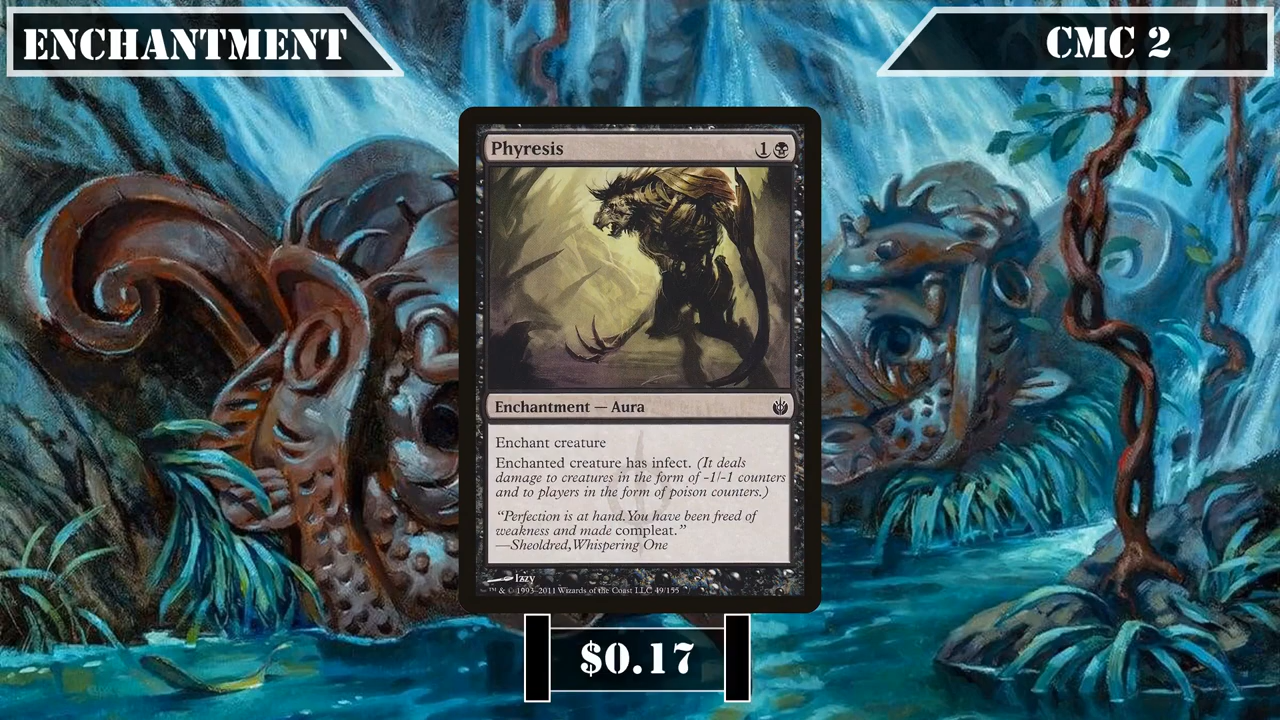 ENCHANTMENT
CMC 2
Phyresis 1
Enchantment — Aura
Enchant creature
Enchanted creature has infect. (It deals
damage to creatures in the form of -1/-1 counters
and to players in the form of poison counters.)
“Perfection is at hand. You have been freed of
weakness and made compleat.”
—Sheoldred, Whispering One
Izzy
™ & © 1993–2011 Wizards of the Coast LLC 49/155
$0.17